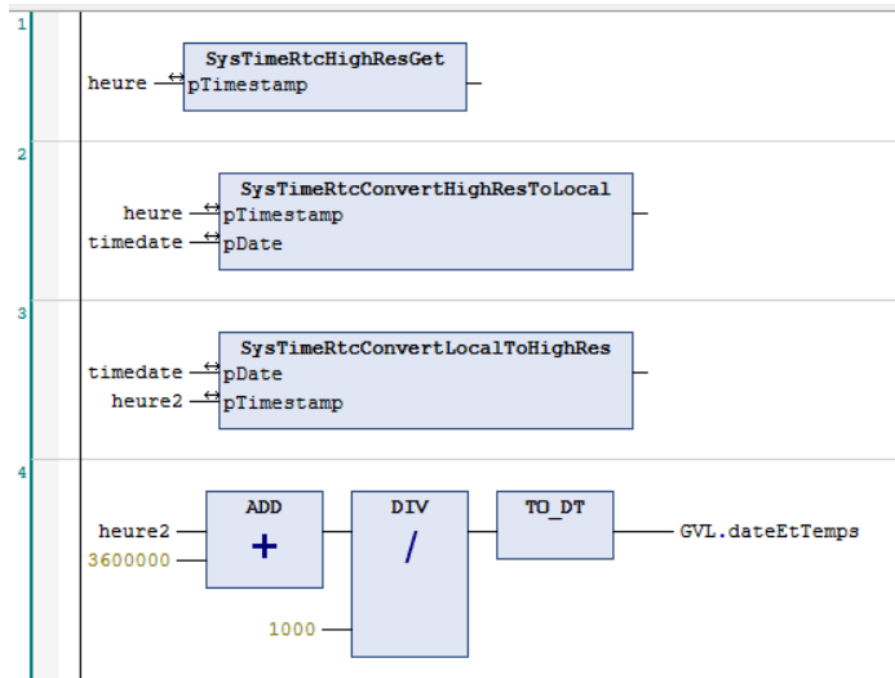 1
SysTimeRtcHighResGet
heure pTimestamp
2
SysTimeRtcConvertHighResToLocal
heure pTimestamp
timedate pDate
3
SysTimeRtcConvertLocalToHighRes
timedate pDate
heure2 pTimestamp
4
ADD DIV TO_DT
heure2 + / GVL.dateEtTemps
3600000
1000